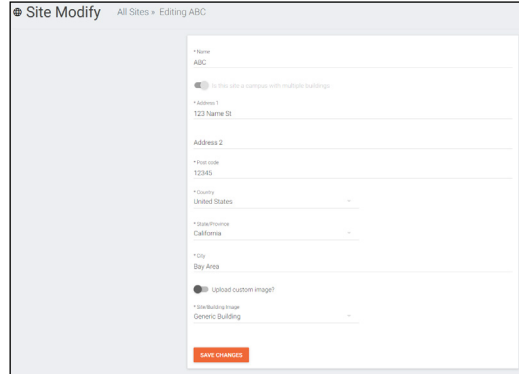 Site Modify All Sites » Editing ABC
* Name
ABC
Is this site a campus with multiple buildings
* Address 1
123 Name St
Address 2
* Post code
12345
* Country
United States
* State/Province
California
* City
Bay Area
Upload custom image?
* Site/Building Image
Generic Building
SAVE CHANGES